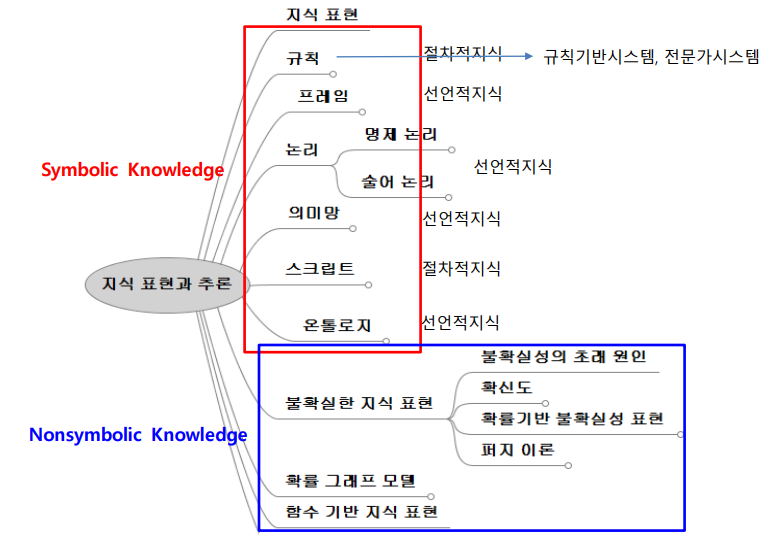 지식 표현
규칙
절차적지식
규칙기반시스템, 전문가시스템
프레임
선언적지식
명제 논리
논리
선언적지식
Symbolic Knowledge
술어 논리
의미망
선언적지식
스크립트
절차적지식
지식 표현과 추론
온톨로지
선언적지식
불확실성의 초래 원인
확신도
불확실한 지식 표현
확률기반 불확실성 표현
Nonsymbolic Knowledge
퍼지 이론
확률 그래프 모델
함수 기반 지식 표현